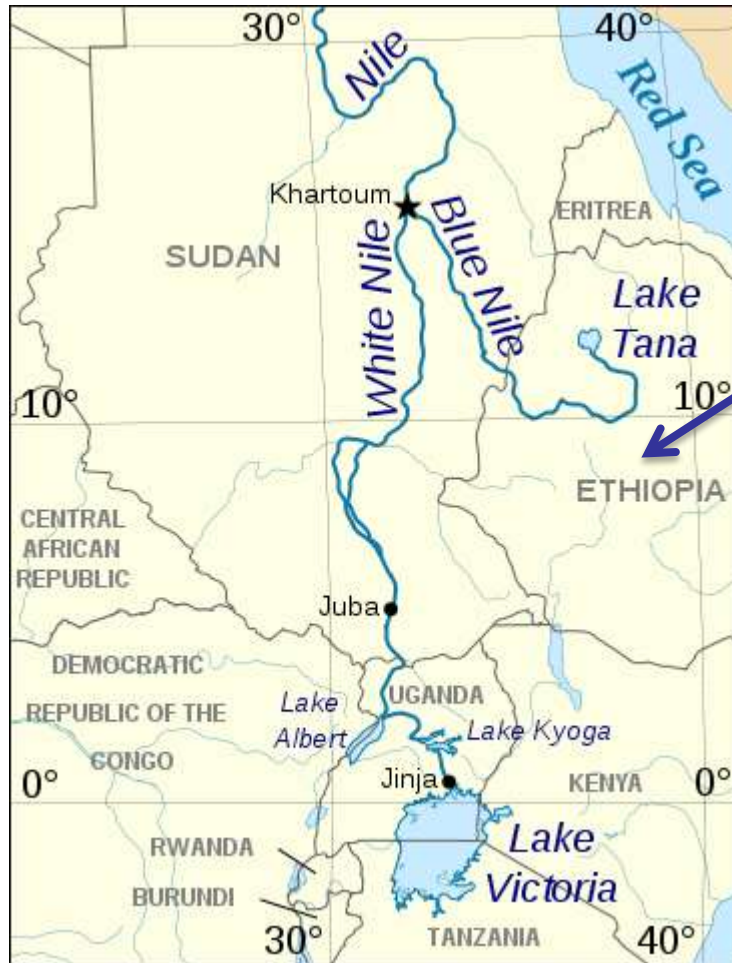 30°
40°
Nile
Red Sea
Khartoum
ERITREA
SUDAN
White Nile
Blue Nile
Lake
Tana
10°
10°
ETHIOPIA
CENTRAL
AFRICAN
REPUBLIC
Juba
DEMOCRATIC
REPUBLIC OF THE
CONGO
UGANDA
Lake
Albert
Lake Kyoga
Jinja
0°
KENYA
0°
RWANDA
BURUNDI
Lake
Victoria
30°
TANZANIA
40°